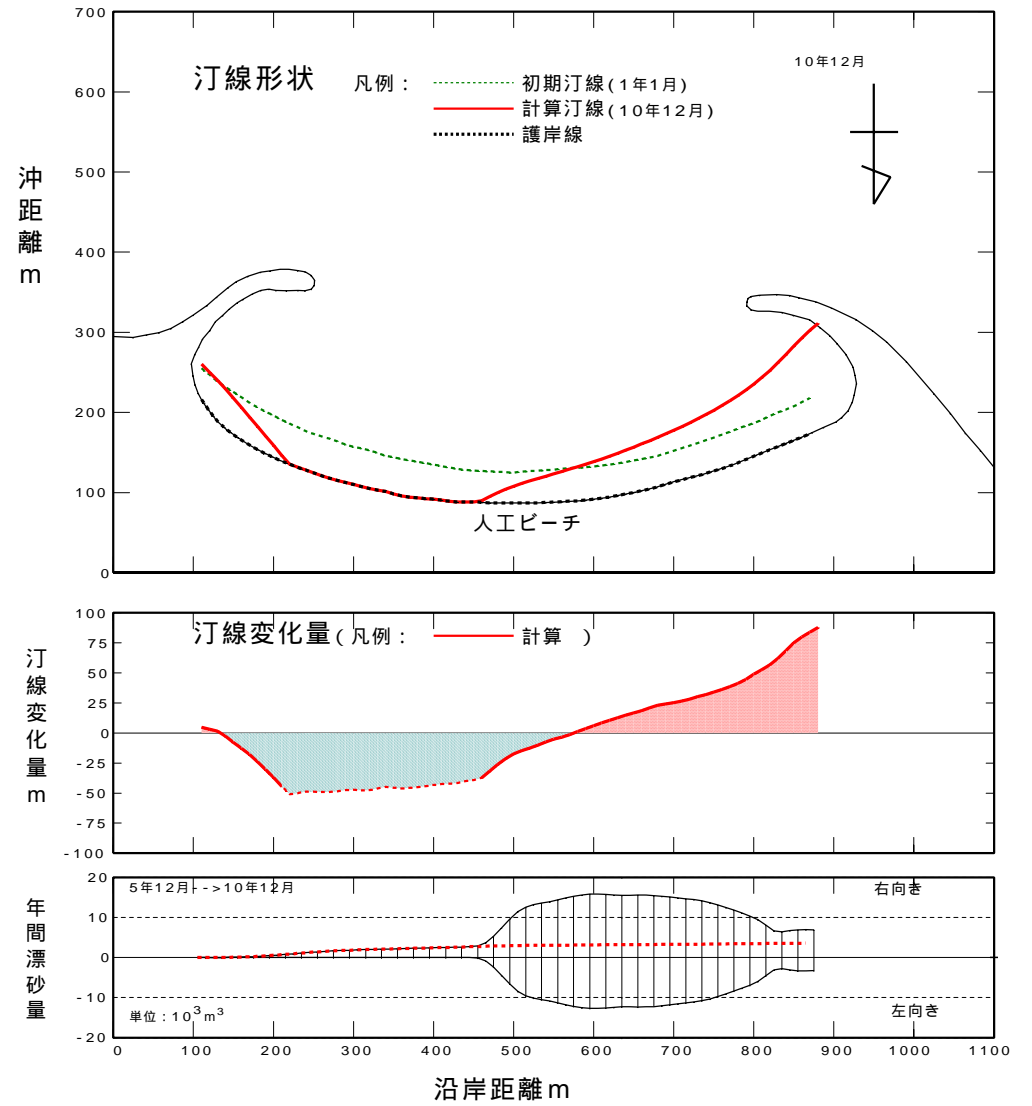 700
600
500
400
300
200
100
0
沖距離m
汀線形状 凡例：
初期汀線(1年1月)
計算汀線(10年12月)
護岸線
10年12月
人工ビーチ
100
75
50
25
0
-25
-50
-75
-100
汀線変化量m
汀線変化量(凡例： 計算 )
20
10
0
-10
-20
年間漂砂量
5年12月-->10年12月
右向き
単位：10³m³
左向き
0 100 200 300 400 500 600 700 800 900 1000 1100
沿岸距離m